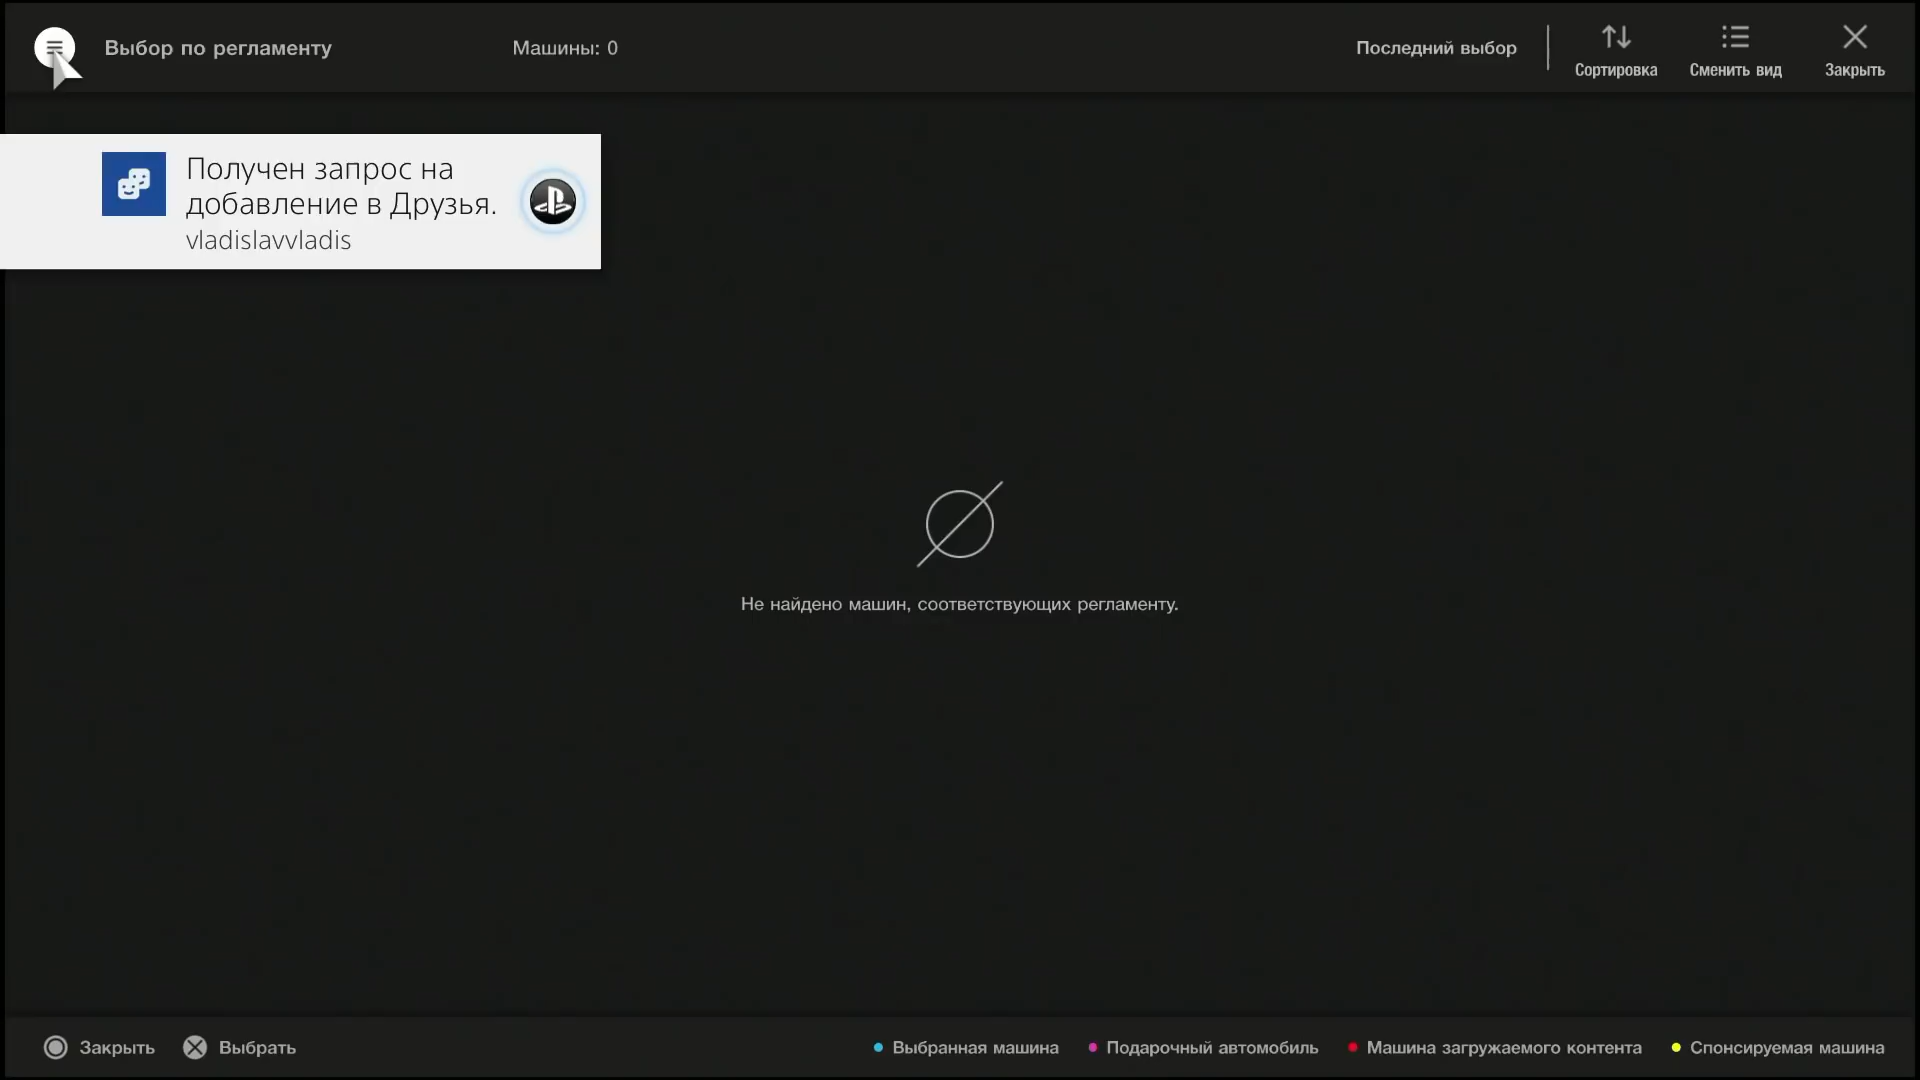 Выбор по регламенту
Машины: 0
Последний выбор
Сортировка
Сменить вид
Закрыть
Получен запрос на
добавление в Друзья.
vladislavvladis
Не найдено машин, соответствующих регламенту.
Закрыть
Выбрать
Выбранная машина
Подарочный автомобиль
Машина загружаемого контента
Спонсируемая машина